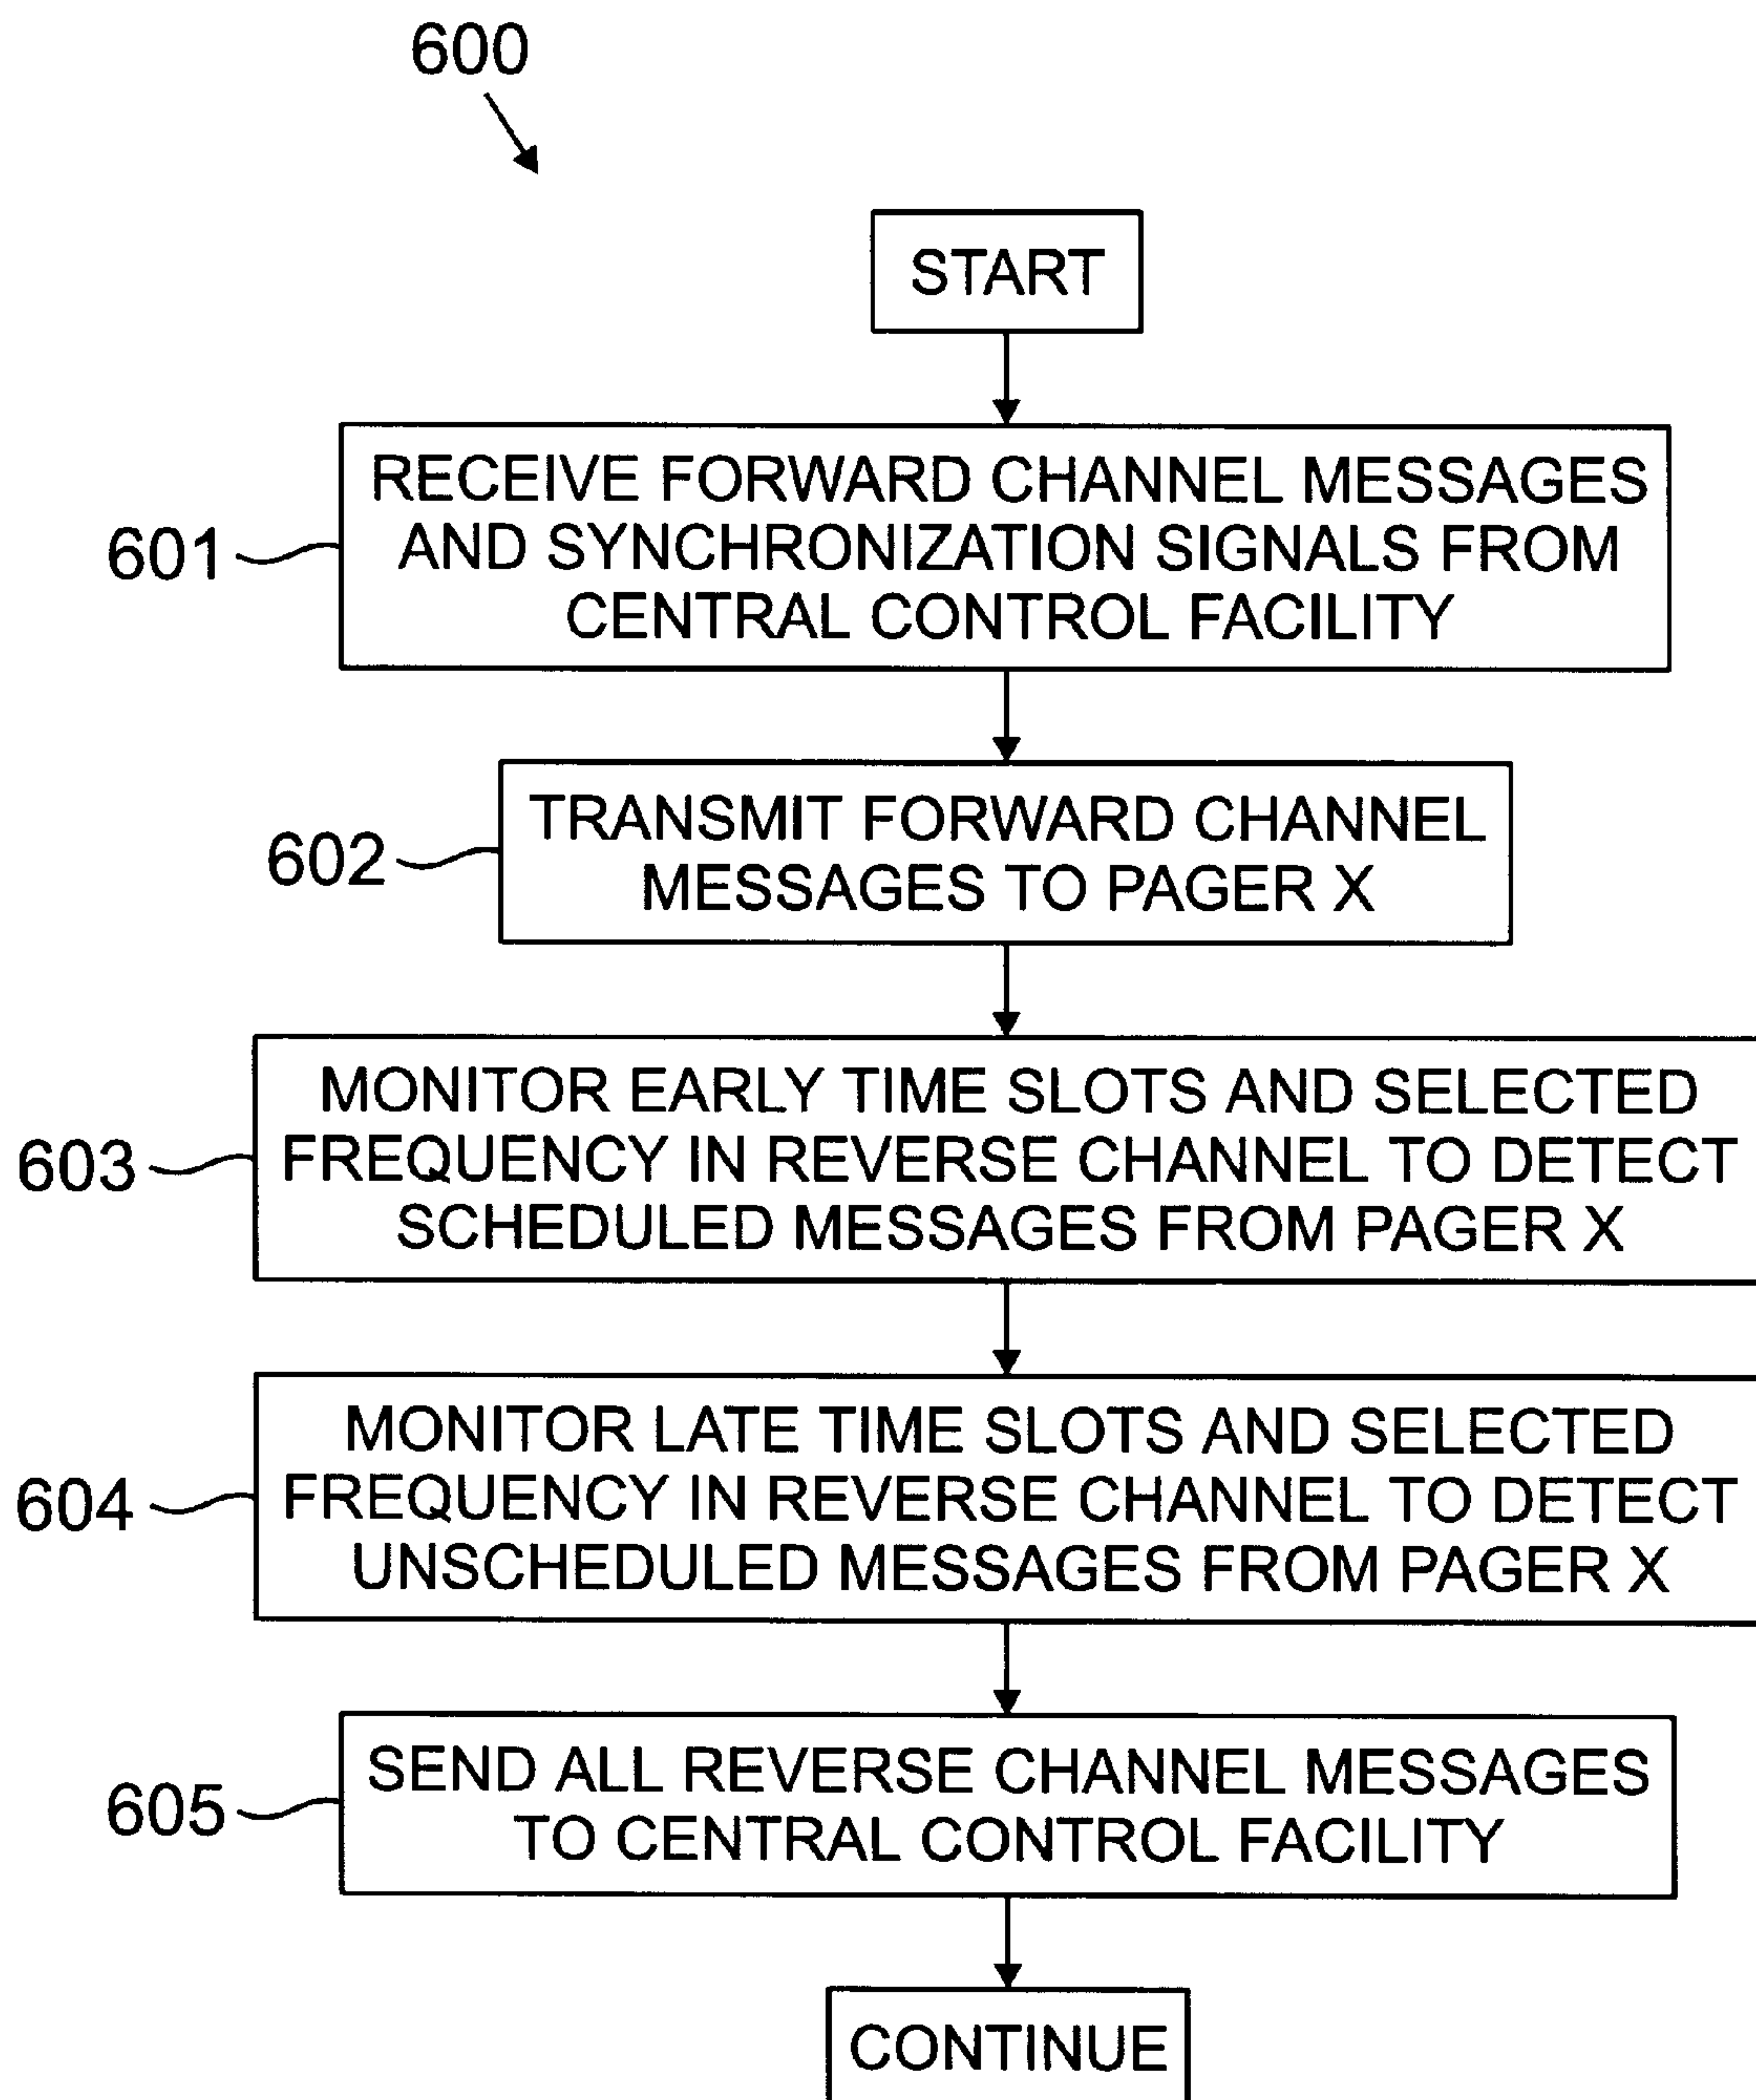 600
START
601
RECEIVE FORWARD CHANNEL MESSAGES
AND SYNCHRONIZATION SIGNALS FROM
CENTRAL CONTROL FACILITY
602
TRANSMIT FORWARD CHANNEL
MESSAGES TO PAGER X
603
MONITOR EARLY TIME SLOTS AND SELECTED
FREQUENCY IN REVERSE CHANNEL TO DETECT
SCHEDULED MESSAGES FROM PAGER X
604
MONITOR LATE TIME SLOTS AND SELECTED
FREQUENCY IN REVERSE CHANNEL TO DETECT
UNSCHEDULED MESSAGES FROM PAGER X
605
SEND ALL REVERSE CHANNEL MESSAGES
TO CENTRAL CONTROL FACILITY
CONTINUE